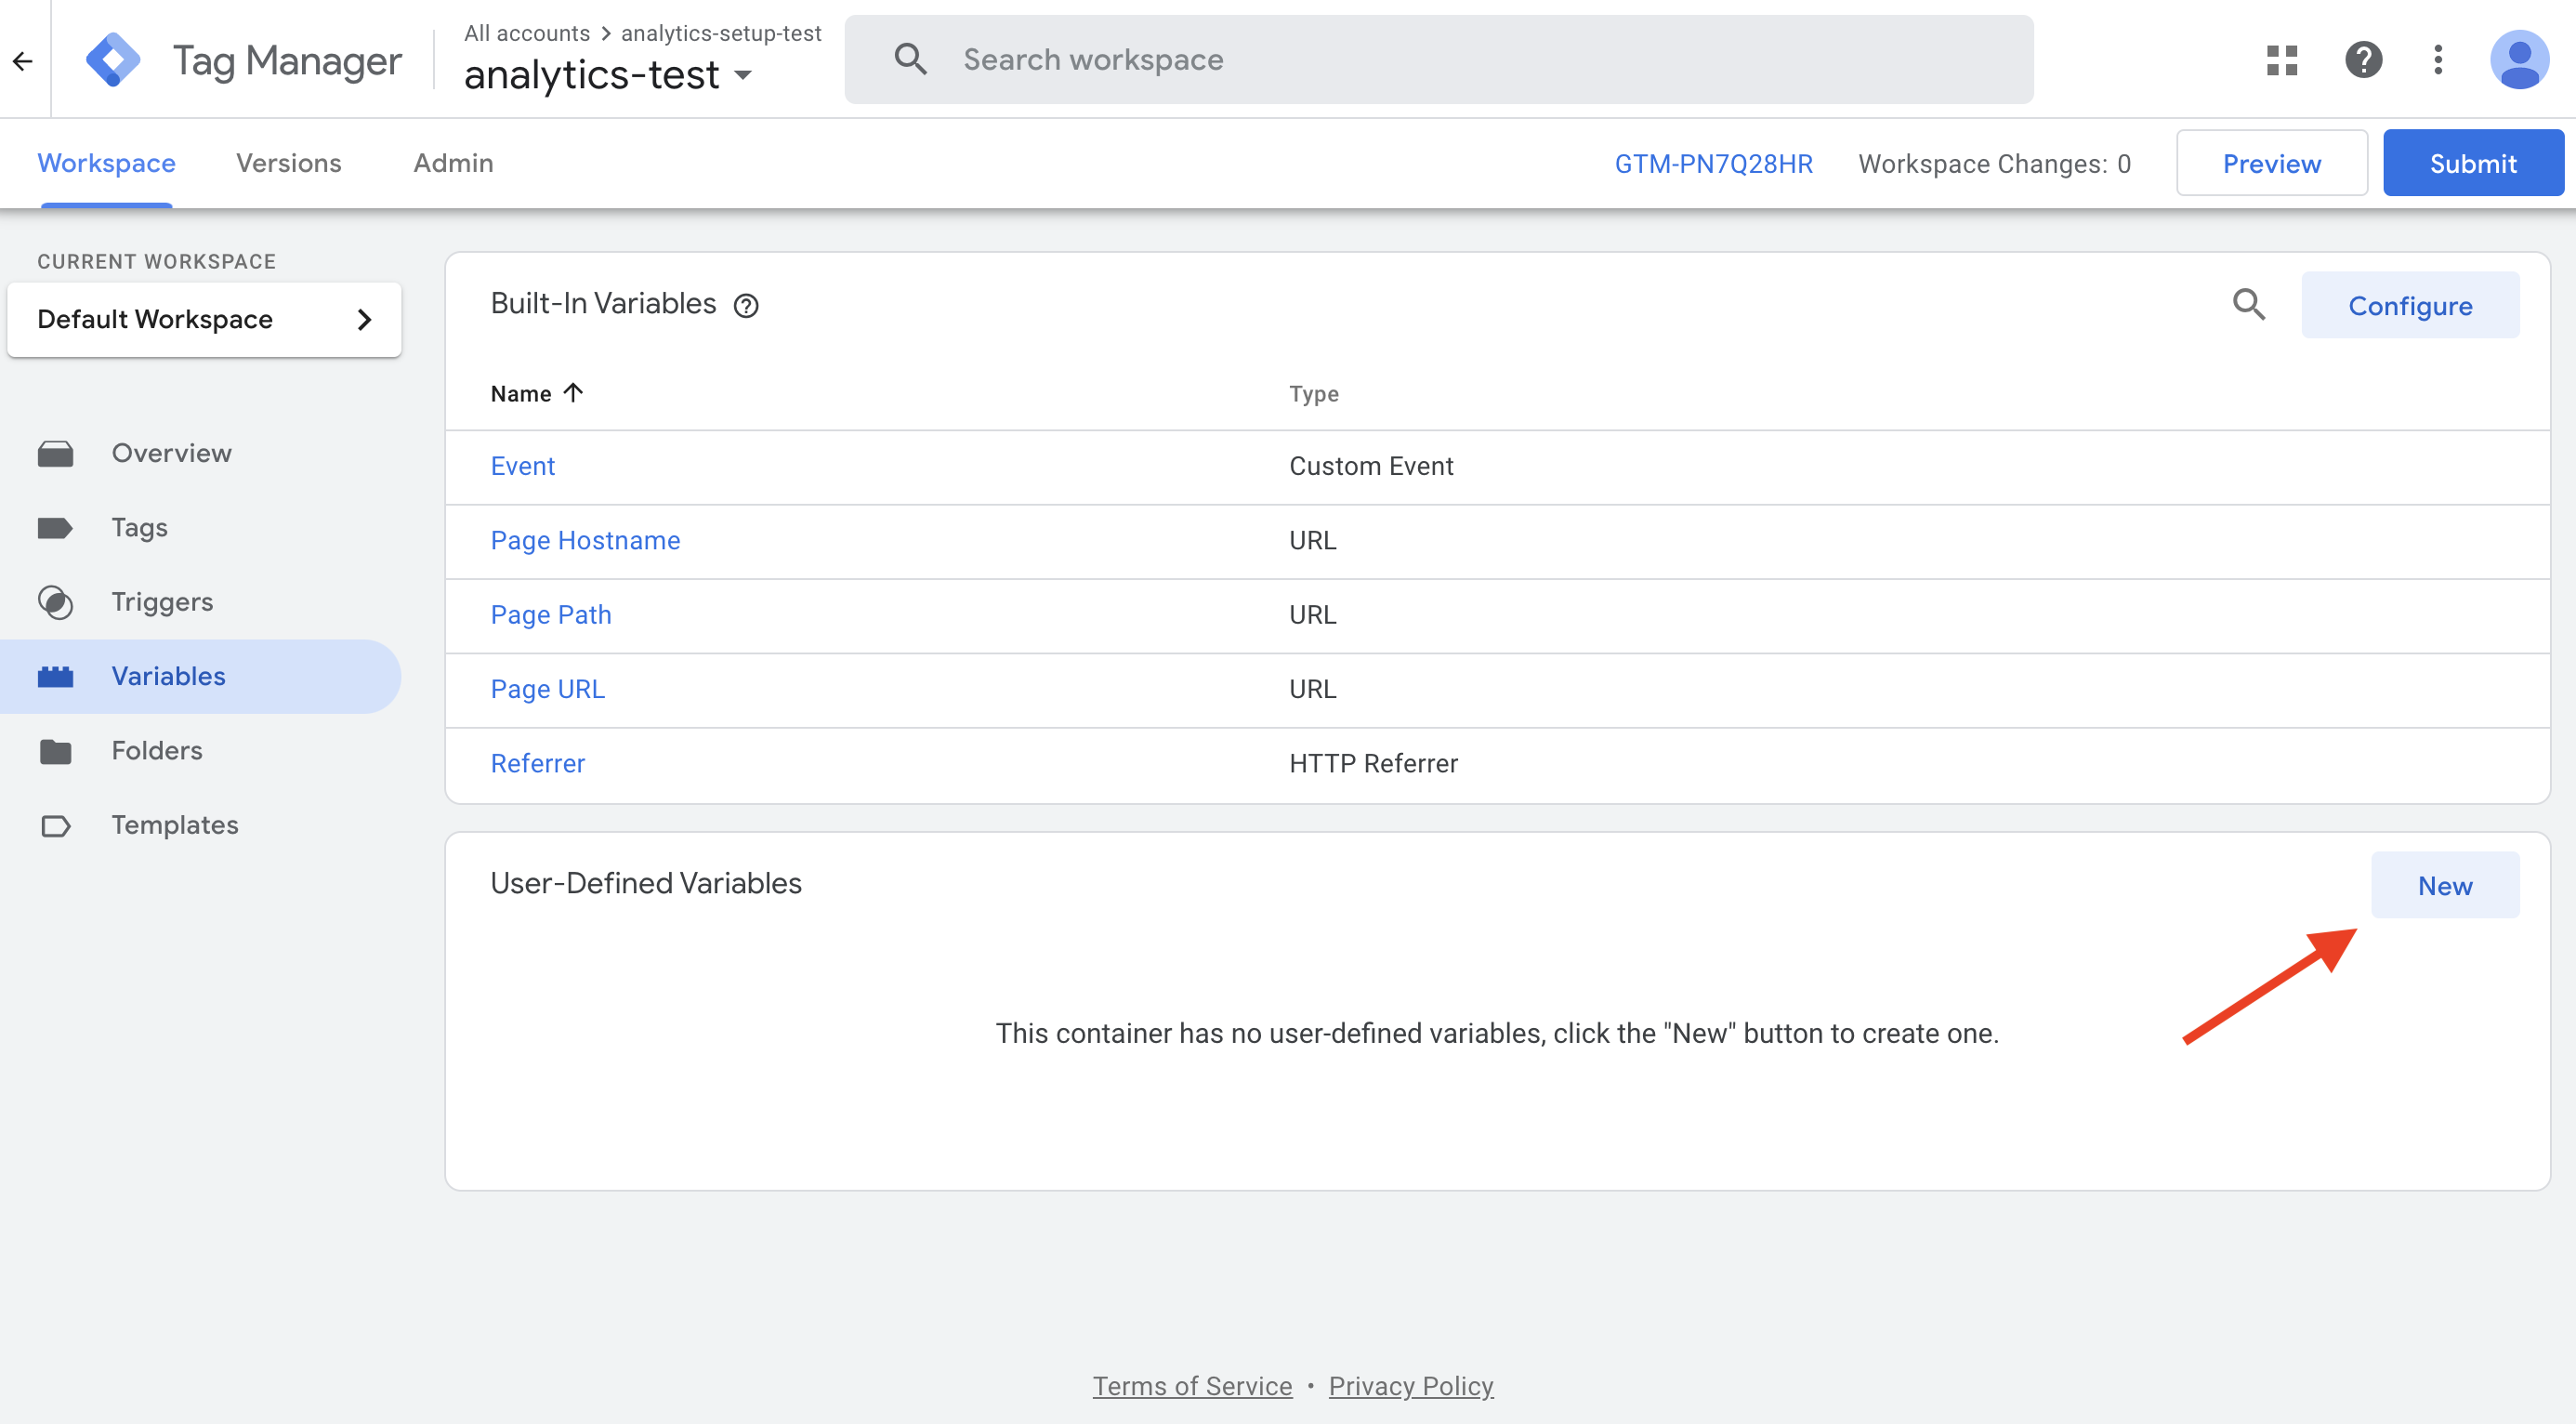 Tag Manager
All accounts > analytics-setup-test
analytics-test
Search workspace
Workspace
Versions
Admin
GTM-PN7Q28HR
Workspace Changes: 0
Preview
Submit
CURRENT WORKSPACE
Default Workspace
Overview
Tags
Triggers
Variables
Folders
Templates
Built-In Variables
Configure
Name Type
Event Custom Event
Page Hostname URL
Page Path URL
Page URL URL
Referrer HTTP Referrer
User-Defined Variables
New
This container has no user-defined variables, click the "New" button to create one.
Terms of Service • Privacy Policy